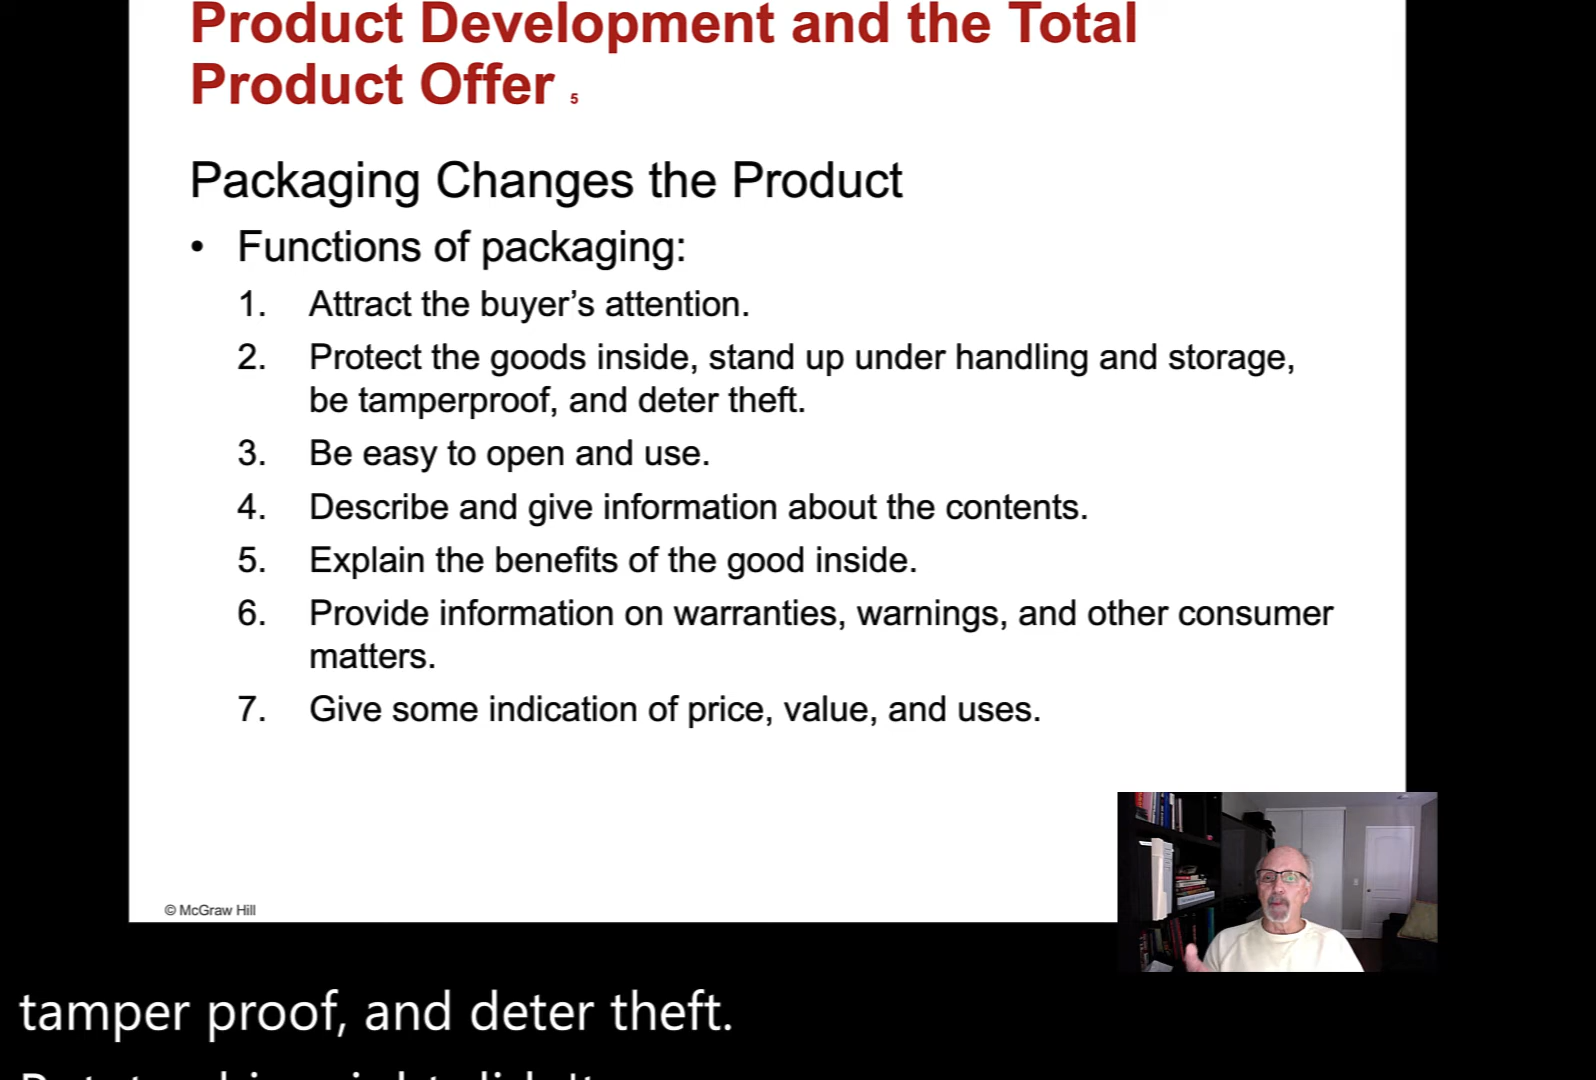 Product Development and the Total
Product Offer 5
Packaging Changes the Product
• Functions of packaging:
1. Attract the buyer’s attention.
2. Protect the goods inside, stand up under handling and storage,
be tamperproof, and deter theft.
3. Be easy to open and use.
4. Describe and give information about the contents.
5. Explain the benefits of the good inside.
6. Provide information on warranties, warnings, and other consumer
matters.
7. Give some indication of price, value, and uses.
© McGraw Hill
tamper proof, and deter theft.